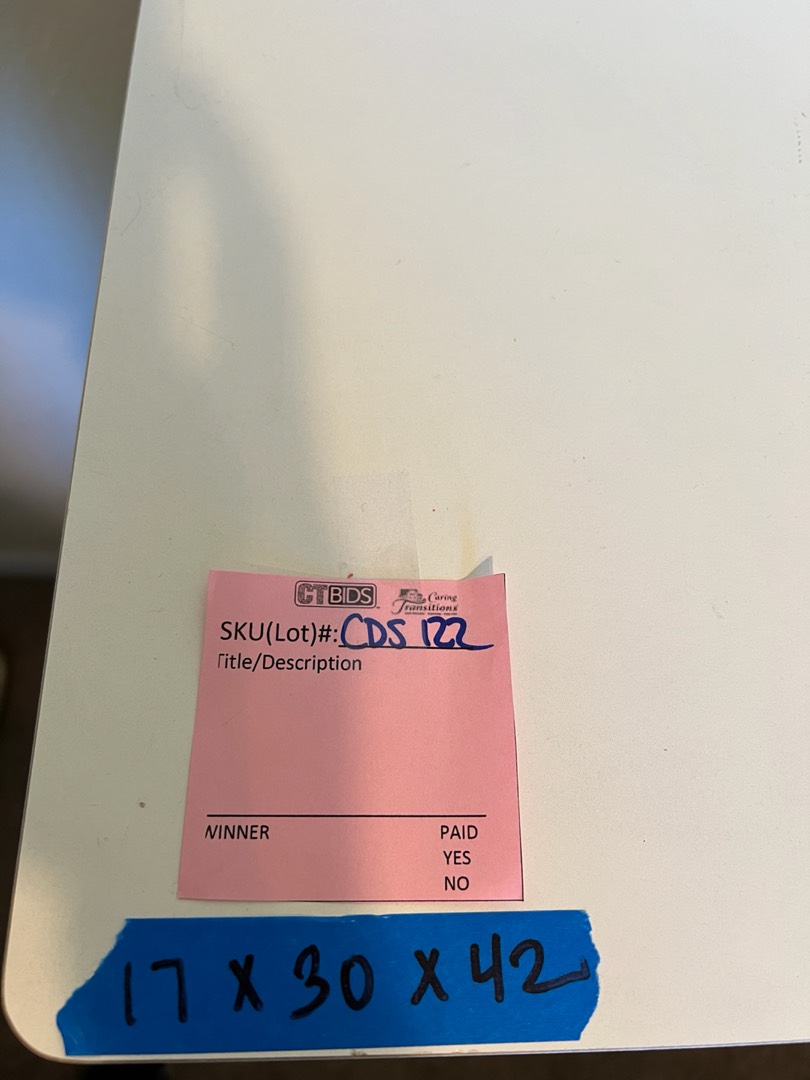 CTBIDS Caring Transitions
SKU(Lot)#: CDS 122
Title/Description
WINNER PAID
YES
NO
17 x 30 x 42